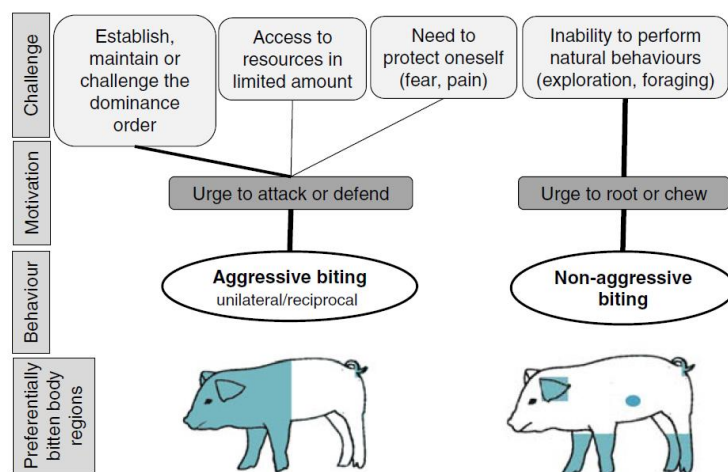 Challenge
Establish,
maintain or
challenge the
dominance
order
Access to
resources in
limited amount
Need to
protect oneself
(fear, pain)
Inability to perform
natural behaviours
(exploration, foraging)
Motivation
Urge to attack or defend
Urge to root or chew
Behaviour
Aggressive biting
unilateral/reciprocal
Non-aggressive
biting
Preferentially
bitten body
regions